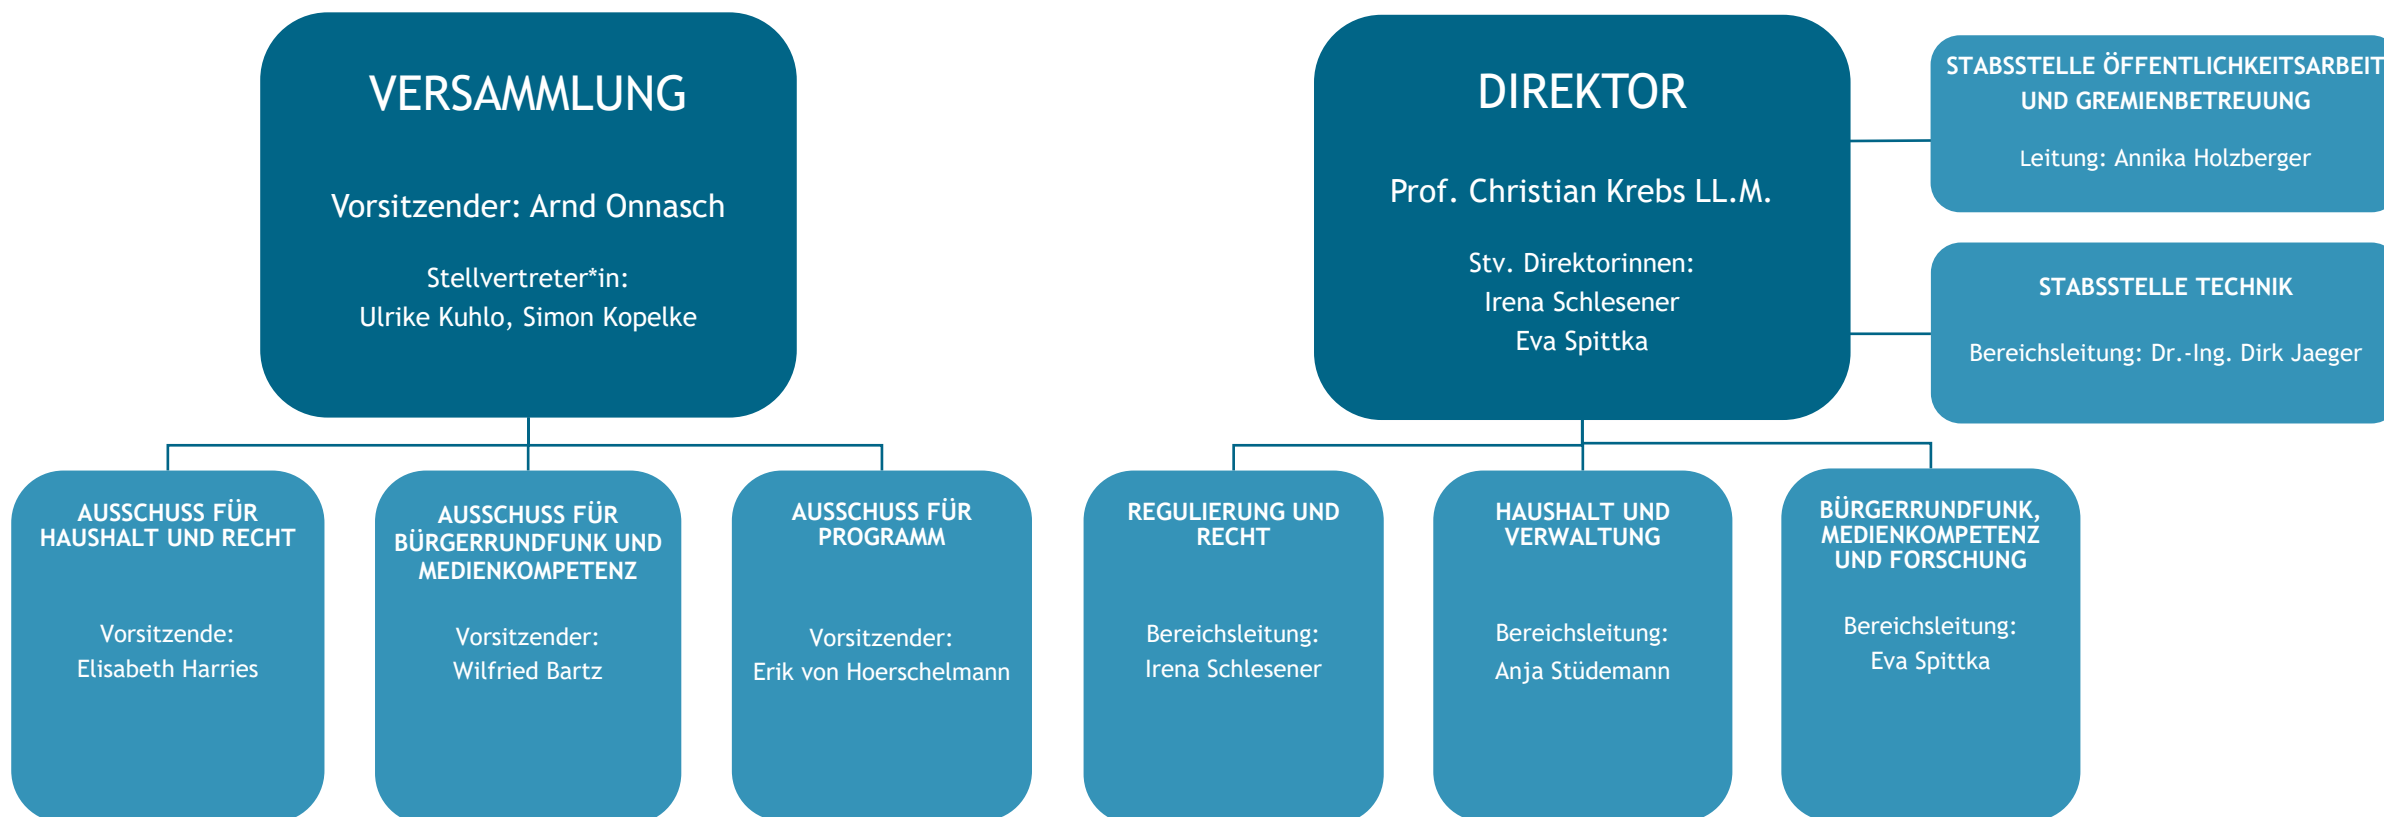 VERSAMMLUNG
Vorsitzender: Arnd Onnasch
Stellvertreter*in:
Ulrike Kuhlo, Simon Kopelke
DIREKTOR
Prof. Christian Krebs LL.M.
Stv. Direktorinnen:
Irena Schlesener
Eva Spittka
STABSSTELLE ÖFFENTLICHKEITSARBEIT
UND GREMIENBETREUUNG
Leitung: Annika Holzberger
STABSSTELLE TECHNIK
Bereichsleitung: Dr.-Ing. Dirk Jaeger
AUSSCHUSS FÜR
HAUSHALT UND RECHT
Vorsitzende:
Elisabeth Harries
AUSSCHUSS FÜR
BÜRGERRUNDFUNK UND
MEDIENKOMPETENZ
Vorsitzender:
Wilfried Bartz
AUSSCHUSS FÜR
PROGRAMM
Vorsitzender:
Erik von Hoerschelmann
REGULIERUNG UND
RECHT
Bereichsleitung:
Irena Schlesener
HAUSHALT UND
VERWALTUNG
Bereichsleitung:
Anja Stüdemann
BÜRGERRUNDFUNK,
MEDIENKOMPETENZ
UND FORSCHUNG
Bereichsleitung:
Eva Spittka